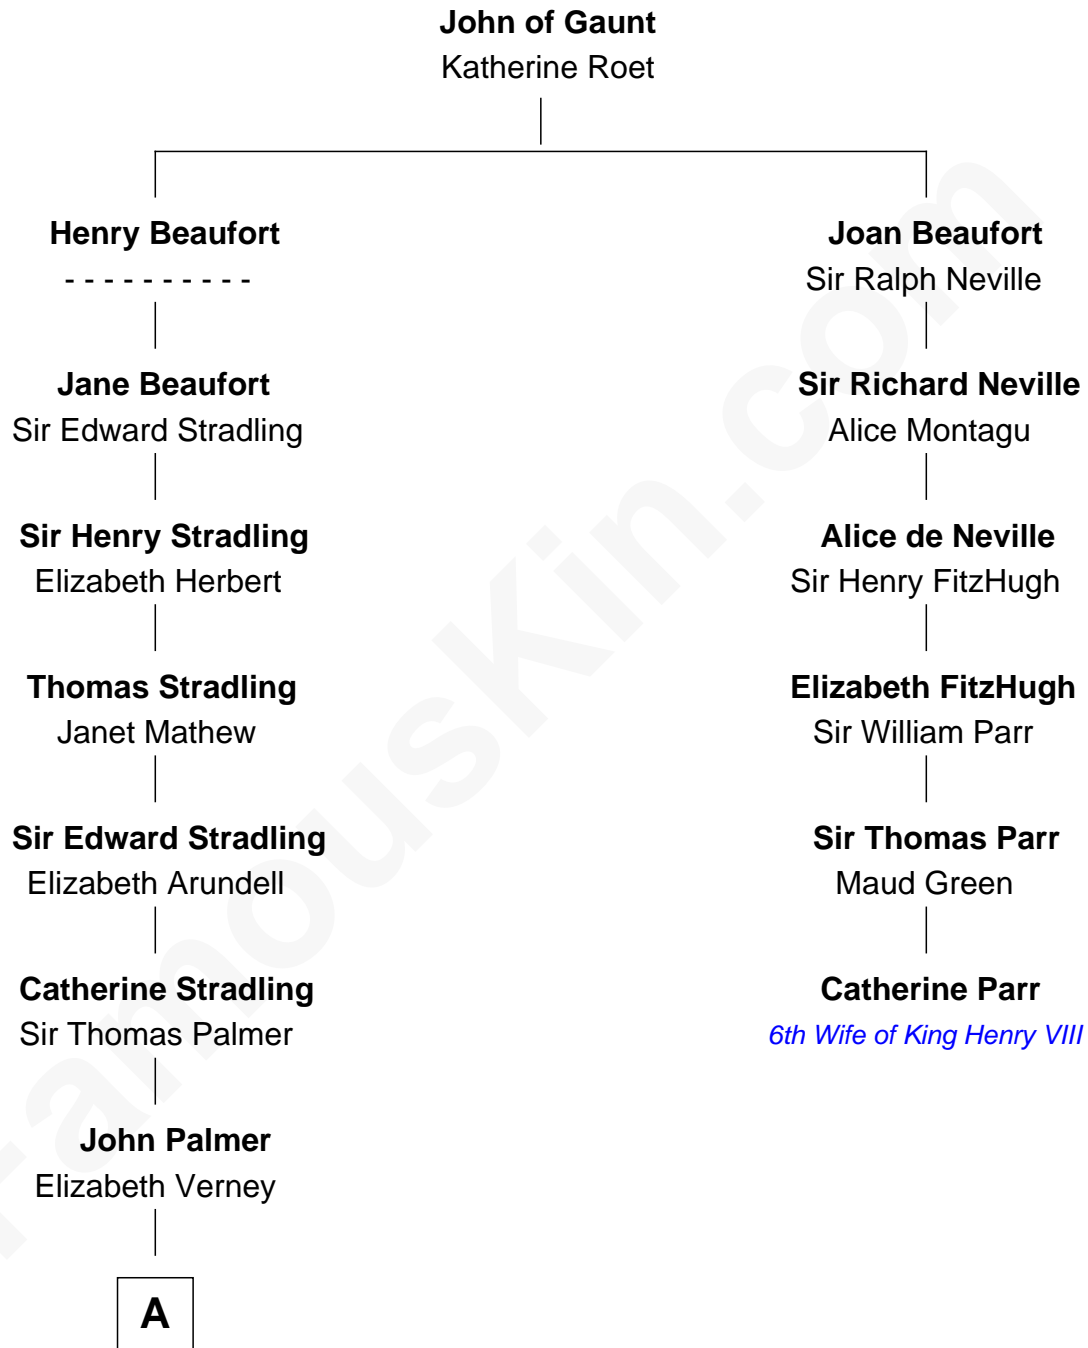 John of Gaunt
Katherine Roet
Henry Beaufort
- - - - - - - - - -
Joan Beaufort
Sir Ralph Neville
Jane Beaufort
Sir Edward Stradling
Sir Richard Neville
Alice Montagu
Sir Henry Stradling
Elizabeth Herbert
Alice de Neville
Sir Henry FitzHugh
Thomas Stradling
Janet Mathew
Elizabeth FitzHugh
Sir William Parr
Sir Edward Stradling
Elizabeth Arundell
Sir Thomas Parr
Maud Green
Catherine Stradling
Sir Thomas Palmer
Catherine Parr
6th Wife of King Henry VIII
John Palmer
Elizabeth Verney
A
FamousKin.com